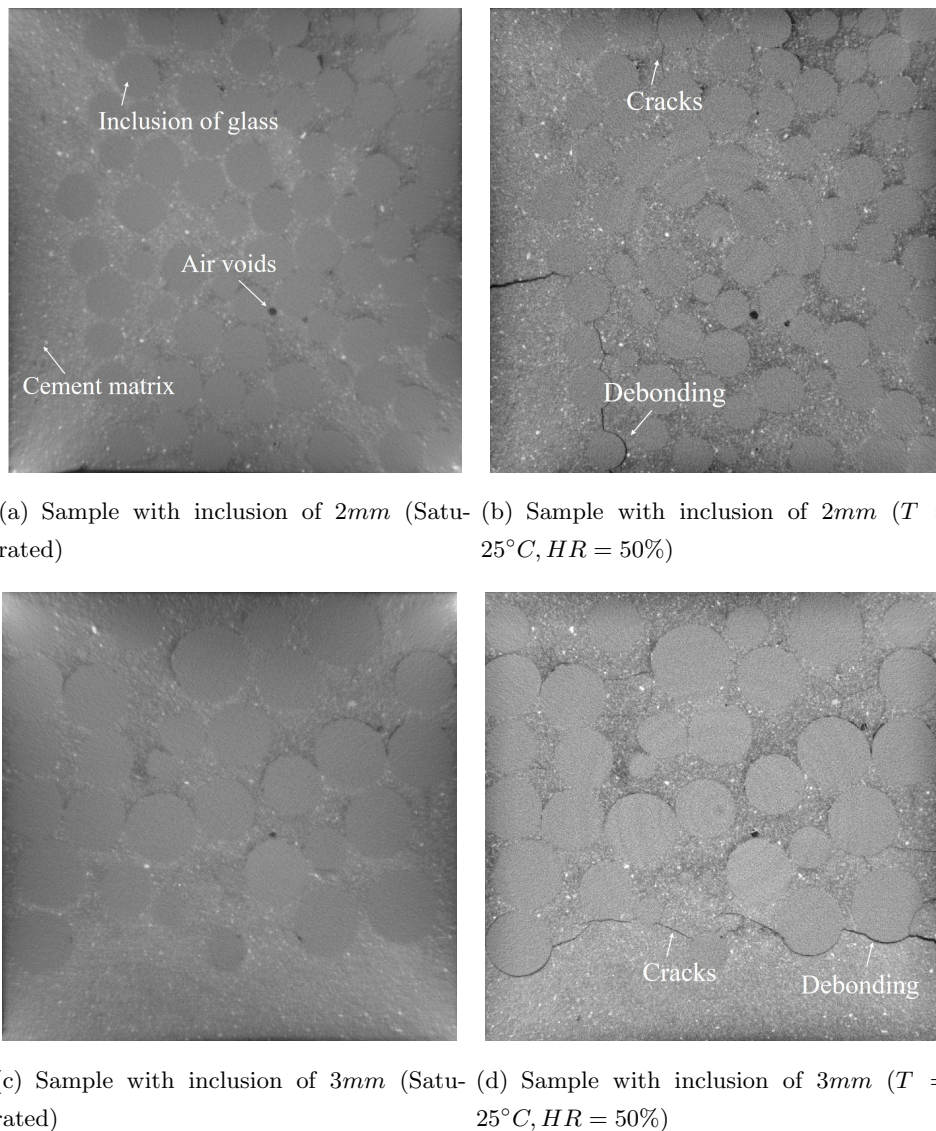 Inclusion of glass
Air voids
Cement matrix
Cracks
Debonding
(a) Sample with inclusion of 2mm (Satu-
rated)
(b) Sample with inclusion of 2mm (T =
25°C, HR = 50%)
Cracks
Debonding
(c) Sample with inclusion of 3mm (Satu-
rated)
(d) Sample with inclusion of 3mm (T =
25°C, HR = 50%)